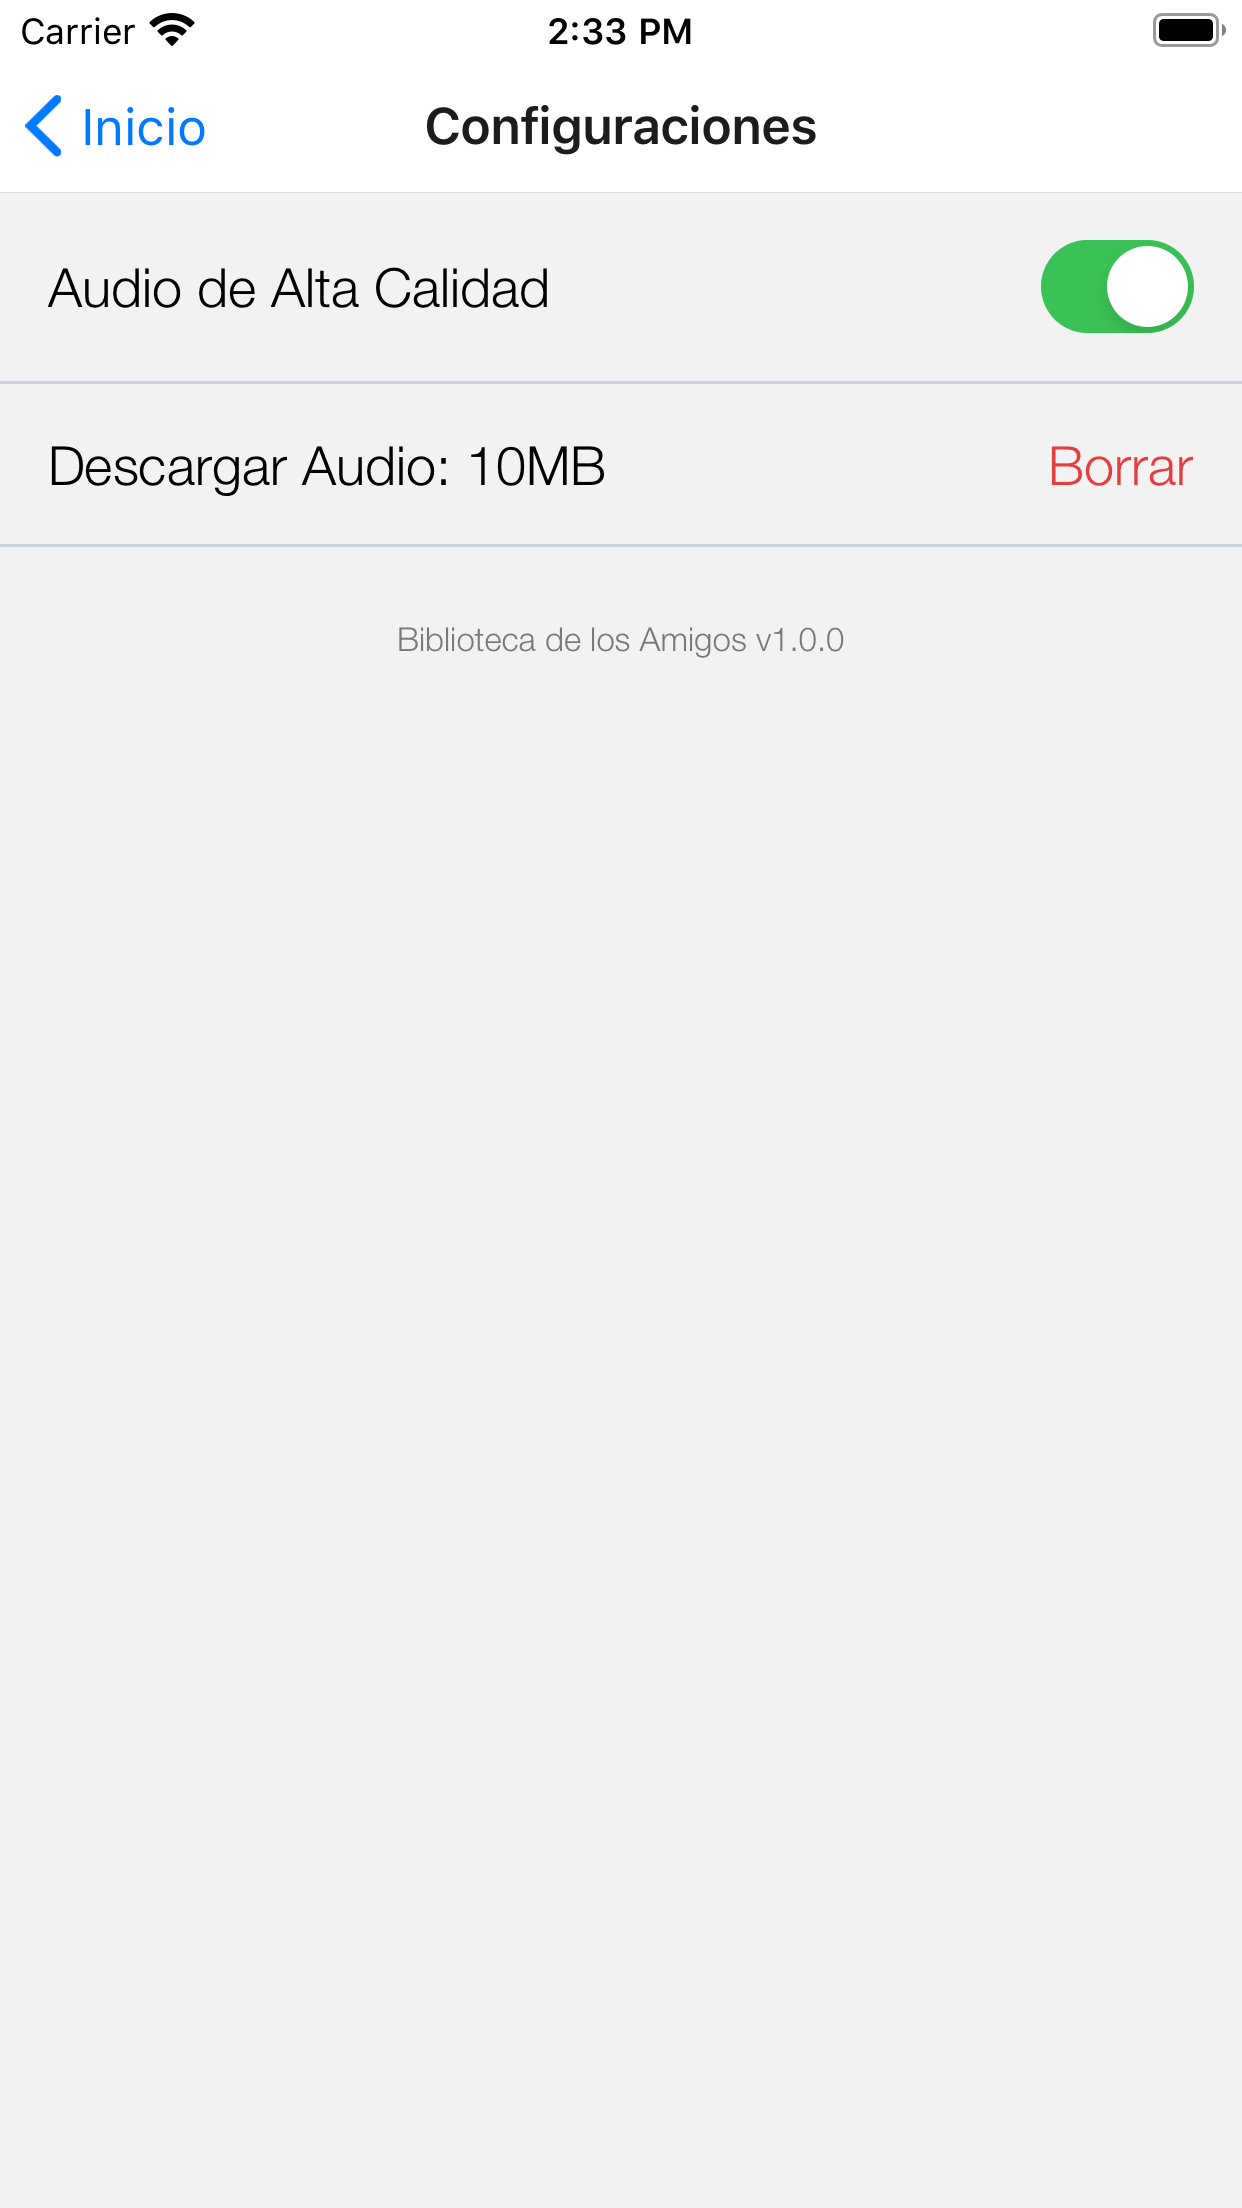 Carrier 2:33 PM
Inicio Configuraciones
Audio de Alta Calidad
Descargar Audio: 10MB Borrar
Biblioteca de los Amigos v1.0.0